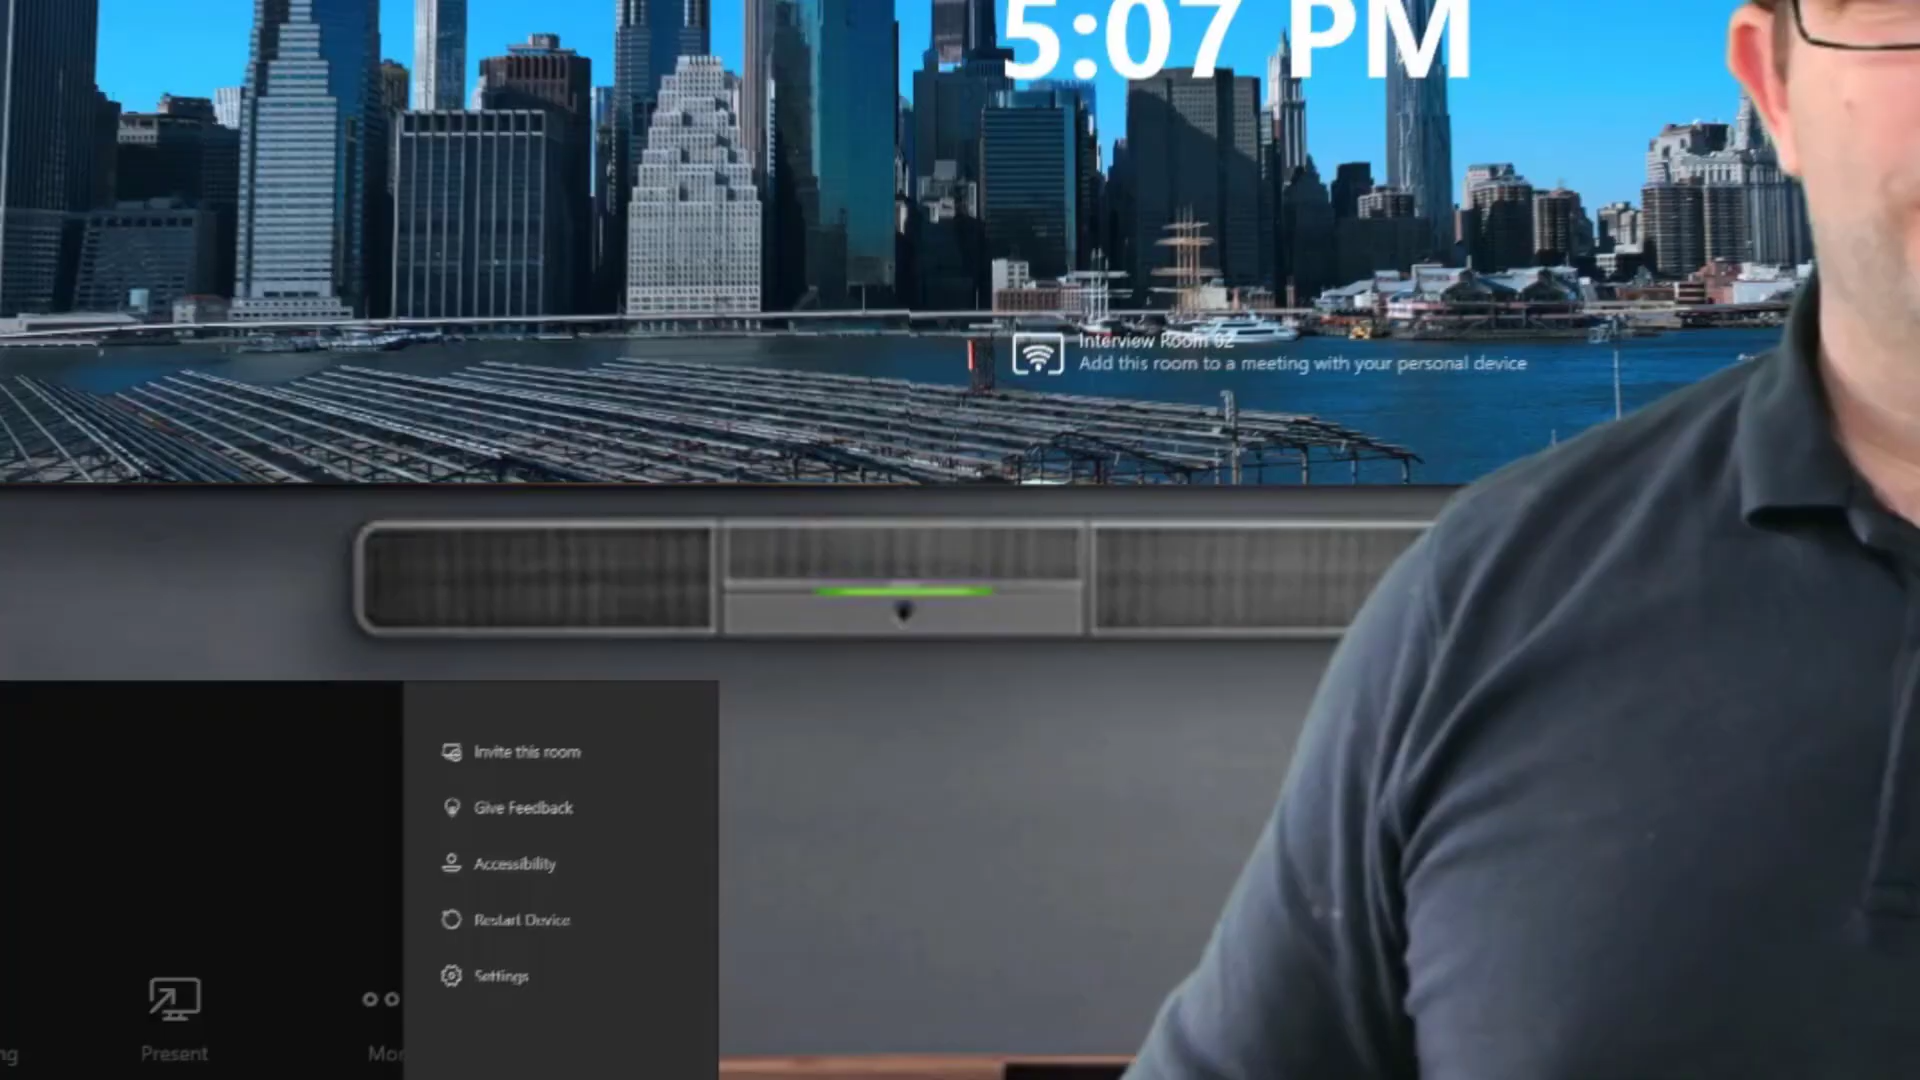 5:07 PM
Interview Room 02
Add this room to a meeting with your personal device
Invite this room
Give Feedback
Accessibility
Restart Device
Settings
Present